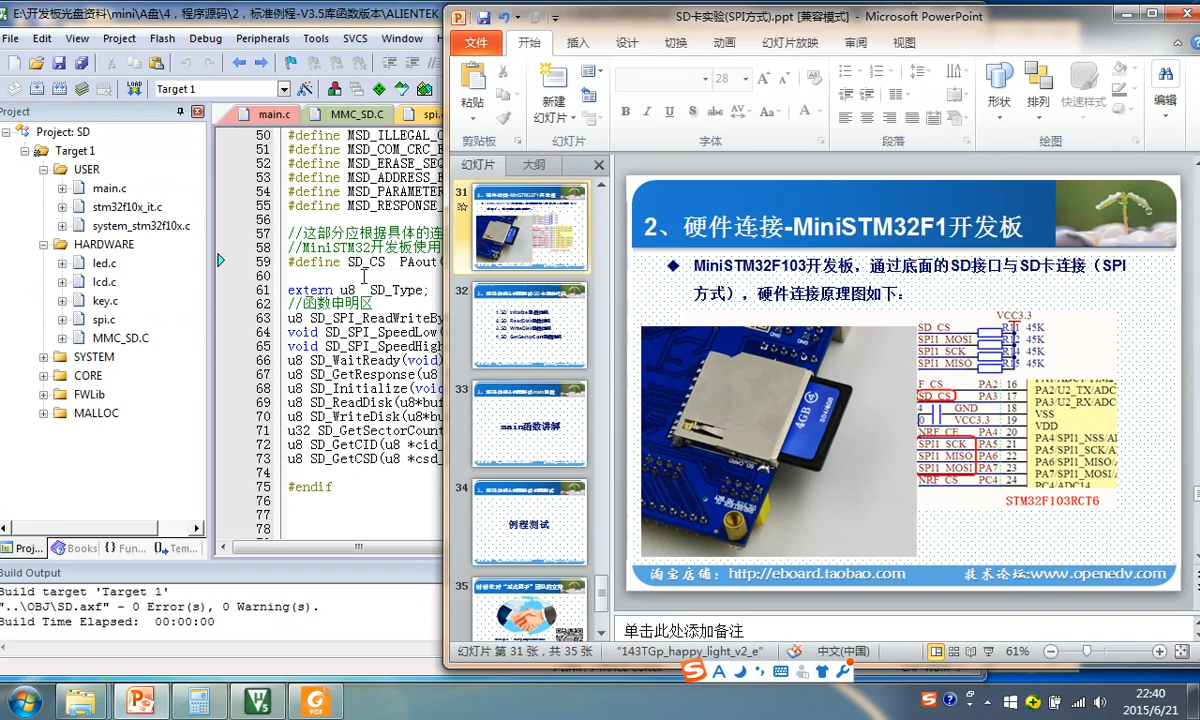 E:\开发板光盘资料\mini\A盘\4，程序源码\2，标准例程-V3.5库函数版本\ALIENTEK
File Edit View Project Flash Debug Peripherals Tools SVCS Window
Target 1
Project
Project: SD
Target 1
USER
main.c
stm32f10x_it.c
system_stm32f10x.c
HARDWARE
led.c
lcd.c
key.c
spi.c
MMC_SD.C
SYSTEM
CORE
FWLib
MALLOC
Proj... Books Fun... Tem...
main.c MMC_SD.C spi.
50 #define MSD_ILLEGAL_C
51 #define MSD_COM_CRC_E
52 #define MSD_ERASE_SEQ
53 #define MSD_ADDRESS_E
54 #define MSD_PARAMETER
55 #define MSD_RESPONSE_
56
57 //这部分应根据具体的连
58 //MiniSTM32开发板使用
59 #define SD_CS PAout(
60
61 extern u8 SD_Type;
62 //函数申明区
63 u8 SD_SPI_ReadWriteBy
64 void SD_SPI_SpeedLow(
65 void SD_SPI_SpeedHigh
66 u8 SD_WaitReady(void)
67 u8 SD_GetResponse(u8
68 u8 SD_Initialize(void
69 u8 SD_ReadDisk(u8*buf
70 u8 SD_WriteDisk(u8*bu
71 u32 SD_GetSectorCount
72 u8 SD_GetCID(u8 *cid_
73 u8 SD_GetCSD(u8 *csd_
74
75 #endif
76
77
78
Build Output
Build target 'Target 1'
"..\OBJ\SD.axf" - 0 Error(s), 0 Warning(s).
Build Time Elapsed: 00:00:00
SD卡实验(SPI方式).ppt [兼容模式] - Microsoft PowerPoint
文件 开始 插入 设计 切换 动画 幻灯片放映 审阅 视图
粘贴 新建 幻灯片 28 形状 排列 快速样式 编辑
剪贴板 幻灯片 字体 段落 绘图
幻灯片 大纲
31
32
33
main函数讲解
34
例程测试
35
2、硬件连接-MiniSTM32F1开发板
MiniSTM32F103开发板，通过底面的SD接口与SD卡连接（SPI
方式），硬件连接原理图如下：
4GB
VCC3.3
SD_CS R11 45K
SPI1_MOSI R12 45K
SPI1_SCK R14 45K
SPI1_MISO R15 45K
F_CS PA2 16 PA2/U2_TX/ADC
SD_CS PA3 17 PA3/U2_RX/ADC
GND 18 VSS
VCC3.3 19 VDD
NRF_CE PA4 20 PA4/SPI1_NSS/A
SPI1_SCK PA5 21 PA5/SPI1_SCK/A
SPI1_MISO PA6 22 PA6/SPI1_MISO/
SPI1_MOSI PA7 23 PA7/SPI1_MOSI/
NRF_CS PC4 24 PC4/ADC14
STM32F103RCT6
淘宝店铺：http://eboard.taobao.com 技术论坛:www.openedv.com
单击此处添加备注
幻灯片 第 31 张，共 35 张 "143TGp_happy_light_v2_e" 中文(中国) 61%
22:40
2015/6/21